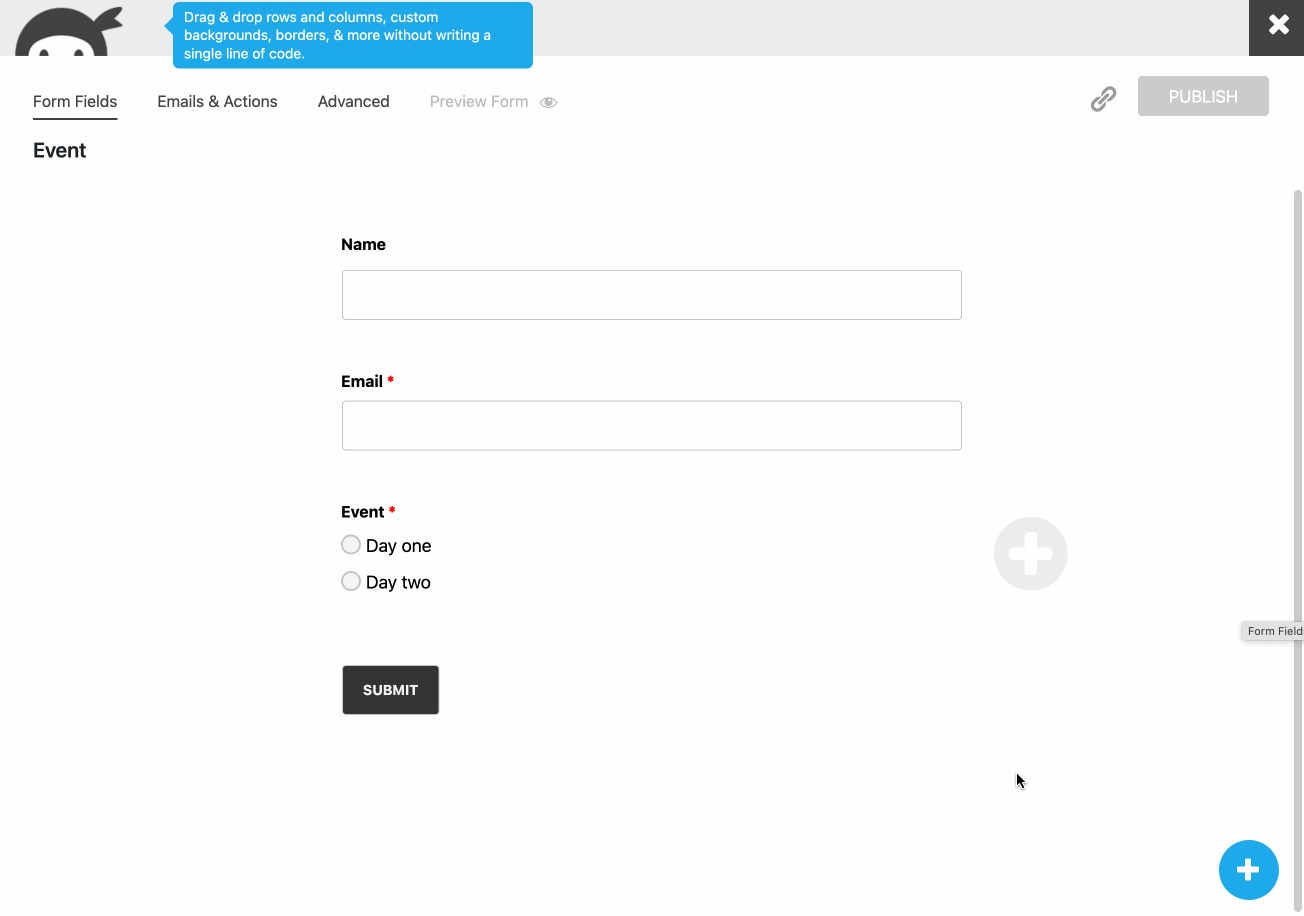 Drag & drop rows and columns, custom
backgrounds, borders, & more without writing a
single line of code.
Form Fields
Emails & Actions
Advanced
Preview Form
PUBLISH
Event
Name
Email *
Event *
Day one
Day two
Form Field
SUBMIT